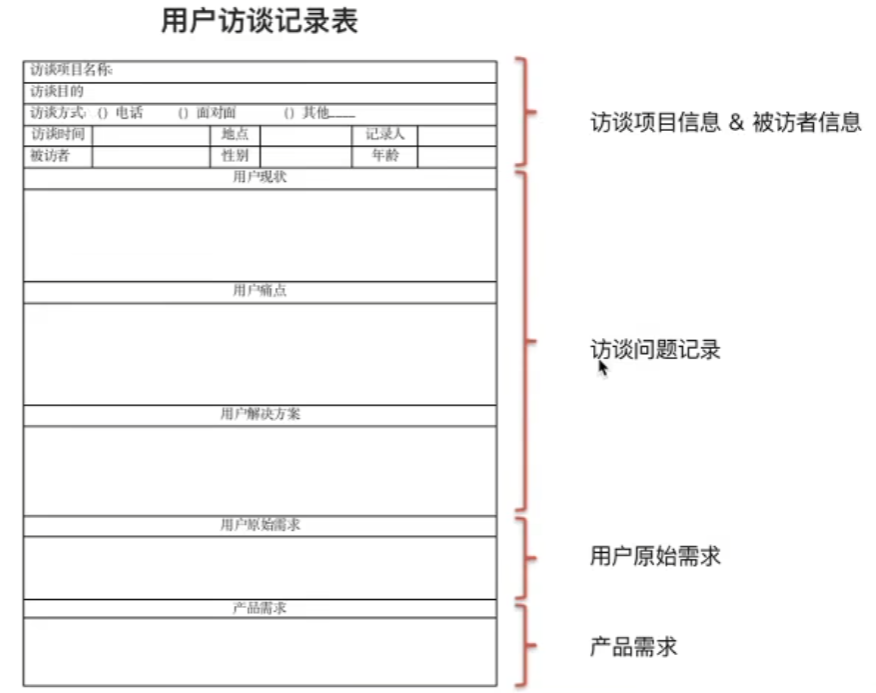 用户访谈记录表
访谈项目名称:
访谈目的
访谈方式: () 电话 () 面对面 () 其他____
访谈时间 地点 记录人
被访者 性别 年龄
访谈项目信息 & 被访者信息
用户现状
用户痛点
用户解决方案
访谈问题记录
用户原始需求
用户原始需求
产品需求
产品需求